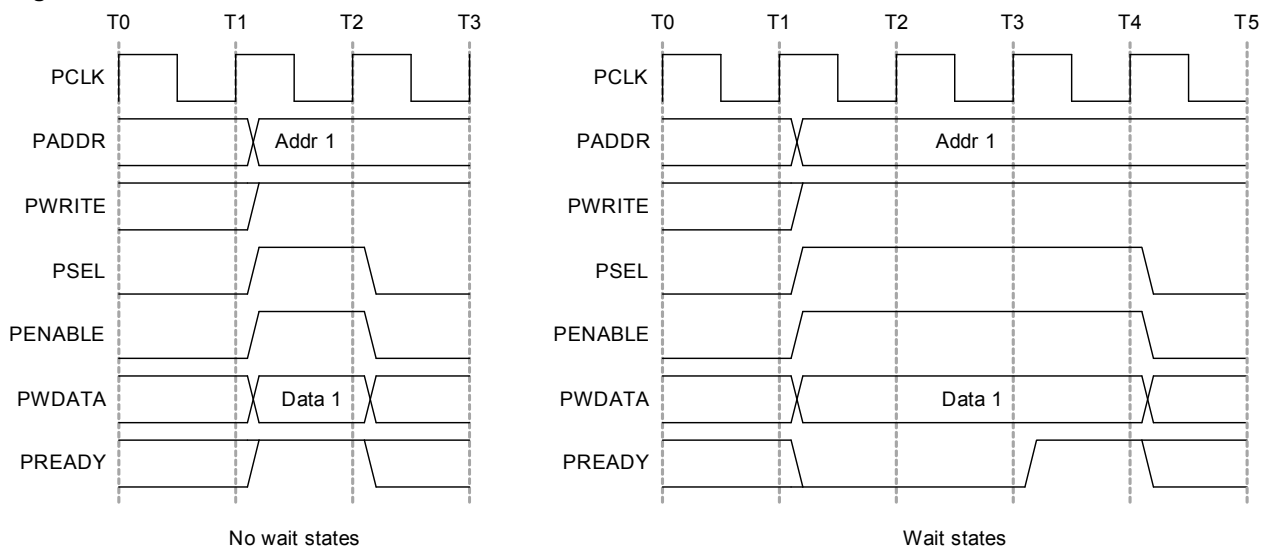 T0 T1 T2 T3
PCLK
PADDR Addr 1
PWRITE
PSEL
PENABLE
PWDATA Data 1
PREADY
No wait states
T0 T1 T2 T3 T4 T5
PCLK
PADDR Addr 1
PWRITE
PSEL
PENABLE
PWDATA Data 1
PREADY
Wait states